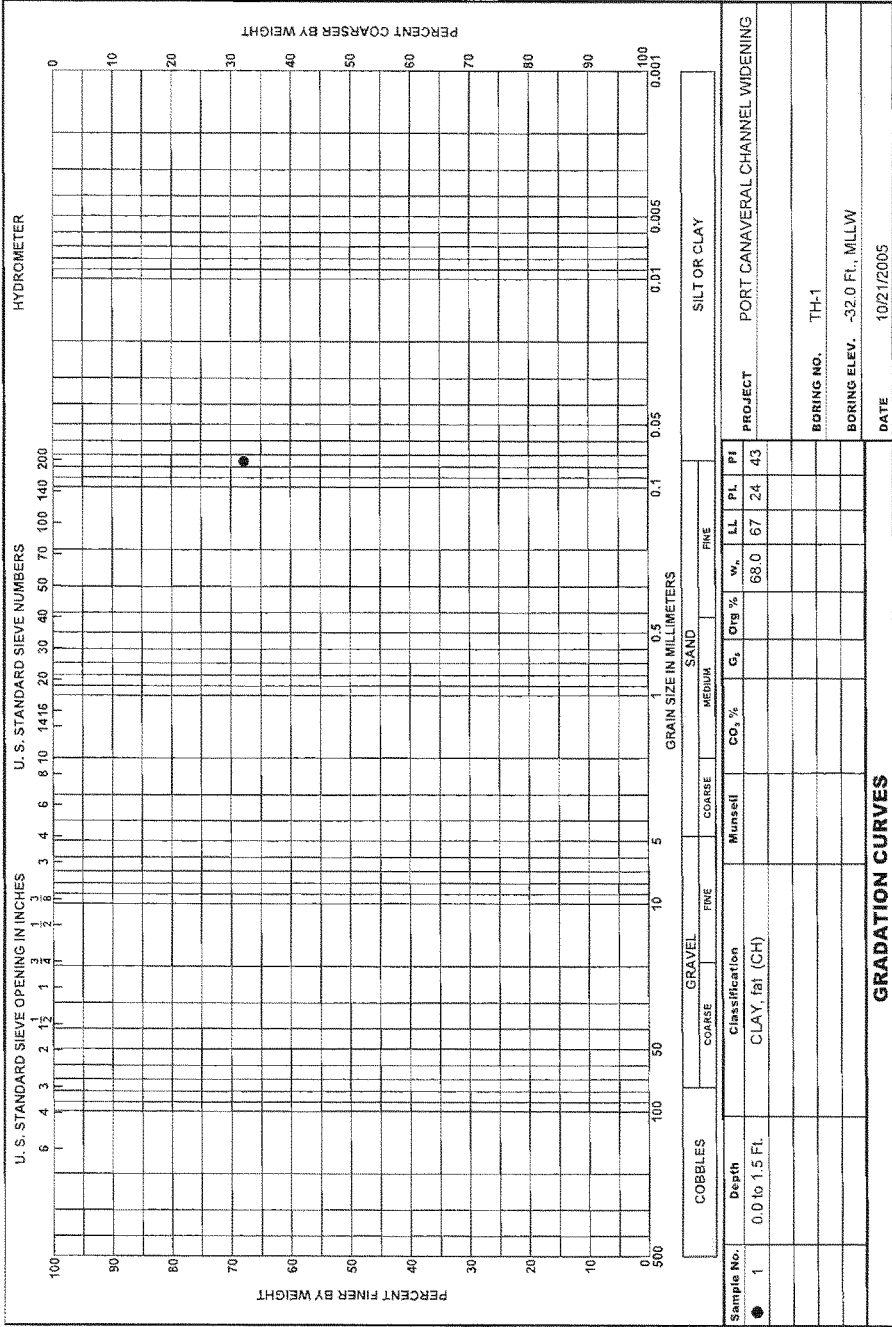 U. S. STANDARD SIEVE OPENING IN INCHES
U. S. STANDARD SIEVE NUMBERS
HYDROMETER
6 4 3 2 1 1/2 1 3/4 1/2 3/8 3 4 6 8 10 14 16 20 30 40 50 70 100 140 200
PERCENT FINER BY WEIGHT
100
90
80
70
60
50
40
30
20
10
0
PERCENT COARSER BY WEIGHT
0
10
20
30
40
50
60
70
80
90
100
500 100 50 10 5 1 0.5 0.1 0.05 0.01 0.005 0.001
GRAIN SIZE IN MILLIMETERS
COBBLES
GRAVEL
COARSE FINE
SAND
COARSE MEDIUM FINE
SILT OR CLAY
Sample No. Depth Classification Munsell CO₃ % Gₛ Org % wₙ LL PL PI
1 0.0 to 1.5 Ft. CLAY, fat (CH) 68.0 67 24 43
PROJECT PORT CANAVERAL CHANNEL WIDENING
BORING NO. TH-1
BORING ELEV. -32.0 Ft., MLLW
DATE 10/21/2005
GRADATION CURVES